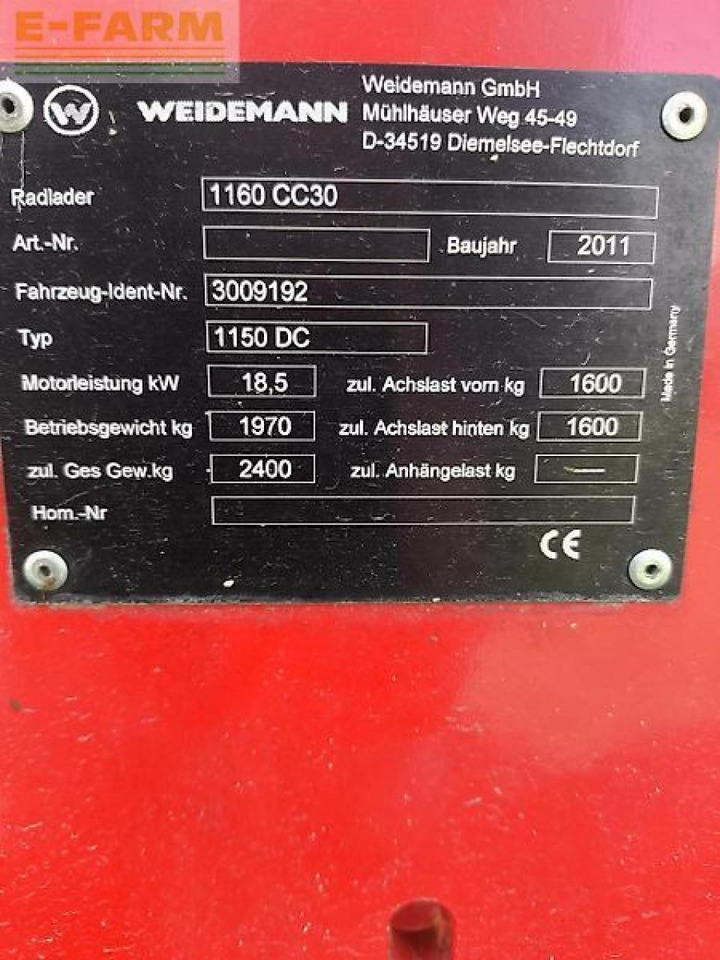 E-FARM
W WEIDEMANN
Weidemann GmbH
Mühlhäuser Weg 45-49
D-34519 Diemelsee-Flechtdorf
Radlader 1160 CC30
Art.-Nr. Baujahr 2011
Fahrzeug-Ident-Nr. 3009192
Typ 1150 DC
Motorleistung kW 18,5 zul. Achslast vorn kg 1600
Betriebsgewicht kg 1970 zul. Achslast hinten kg 1600
zul. Ges Gew.kg 2400 zul. Anhängelast kg —
Hom.-Nr
CE
Made in Germany